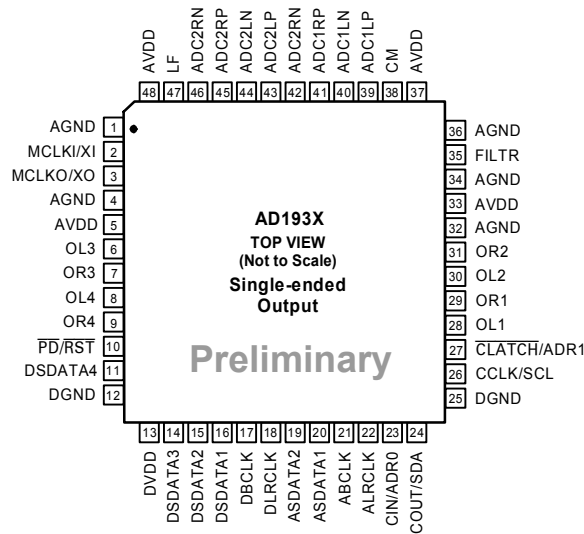 AVDD
LF
ADC2RN
ADC2RP
ADC2LN
ADC2LP
ADC2RN
ADC1RP
ADC1LN
ADC1LP
CM
AVDD
48 47 46 45 44 43 42 41 40 39 38 37
AGND 1
MCLKI/XI 2
MCLKO/XO 3
AGND 4
AVDD 5
OL3 6
OR3 7
OL4 8
OR4 9
PD/RST 10
DSDATA4 11
DGND 12
AD193X
TOP VIEW
(Not to Scale)
Single-ended
Output
Preliminary
36 AGND
35 FILTR
34 AGND
33 AVDD
32 AGND
31 OR2
30 OL2
29 OR1
28 OL1
27 CLATCH/ADR1
26 CCLK/SCL
25 DGND
13 14 15 16 17 18 19 20 21 22 23 24
DVDD
DSDATA3
DSDATA2
DSDATA1
DBCLK
DLRCLK
ASDATA2
ASDATA1
ABCLK
ALRCLK
CIN/ADR0
COUT/SDA